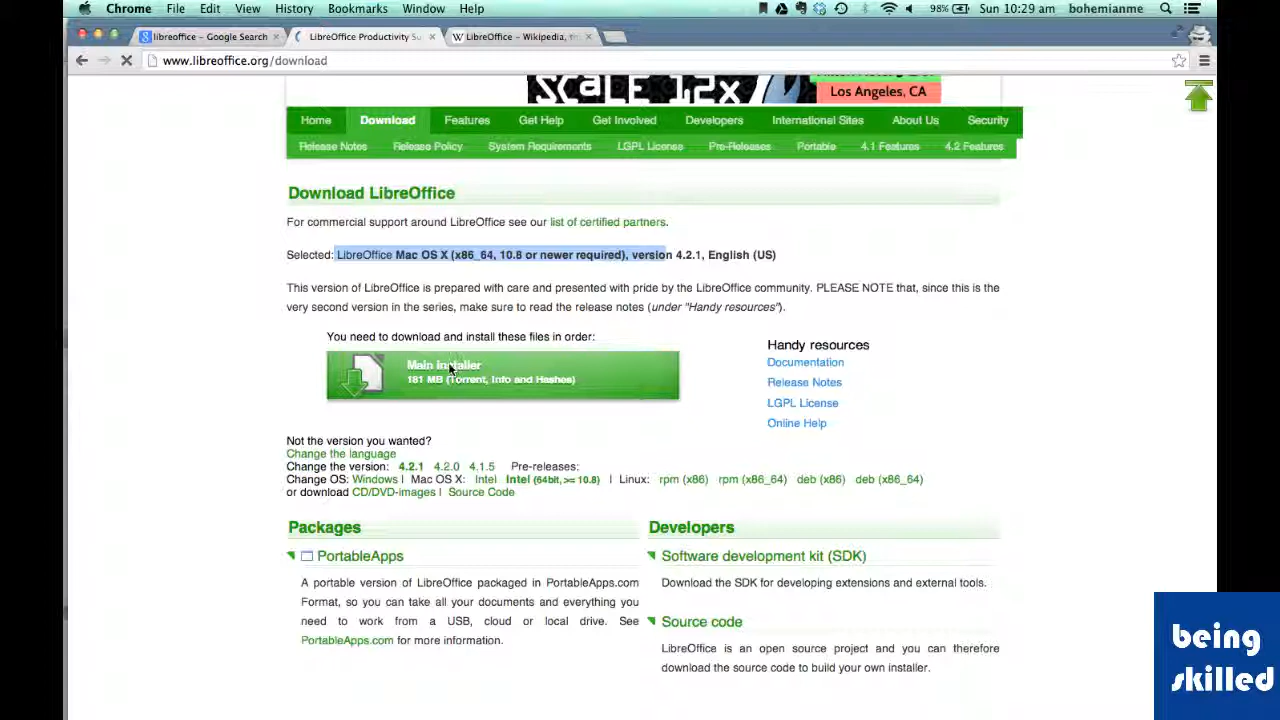 Chrome File Edit View History Bookmarks Window Help 98% Sun 10:29 am bohemianme
libreoffice - Google Search LibreOffice Productivity Su LibreOffice - Wikipedia,
www.libreoffice.org/download
SCALE 12x
Los Angeles, CA
Home Download Features Get Help Get Involved Developers International Sites About Us Security
Release Notes Release Policy System Requirements LGPL License Pre-Releases Portable 4.1 Features 4.2 Features
Download LibreOffice
For commercial support around LibreOffice see our list of certified partners.
Selected: LibreOffice Mac OS X (x86_64, 10.8 or newer required), version 4.2.1, English (US)
This version of LibreOffice is prepared with care and presented with pride by the LibreOffice community. PLEASE NOTE that, since this is the
very second version in the series, make sure to read the release notes (under "Handy resources").
You need to download and install these files in order:
Main installer
181 MB (Torrent, Info and Hashes)
Handy resources
Documentation
Release Notes
LGPL License
Online Help
Not the version you wanted?
Change the language
Change the version: 4.2.1 4.2.0 4.1.5 Pre-releases:
Change OS: Windows | Mac OS X: Intel Intel (64bit, >= 10.8) | Linux: rpm (x86) rpm (x86_64) deb (x86) deb (x86_64)
or download CD/DVD-images | Source Code
Packages
PortableApps
A portable version of LibreOffice packaged in PortableApps.com
Format, so you can take all your documents and everything you
need to work from a USB, cloud or local drive. See
PortableApps.com for more information.
Developers
Software development kit (SDK)
Download the SDK for developing extensions and external tools.
Source code
LibreOffice is an open source project and you can therefore
download the source code to build your own installer.
being
skilled